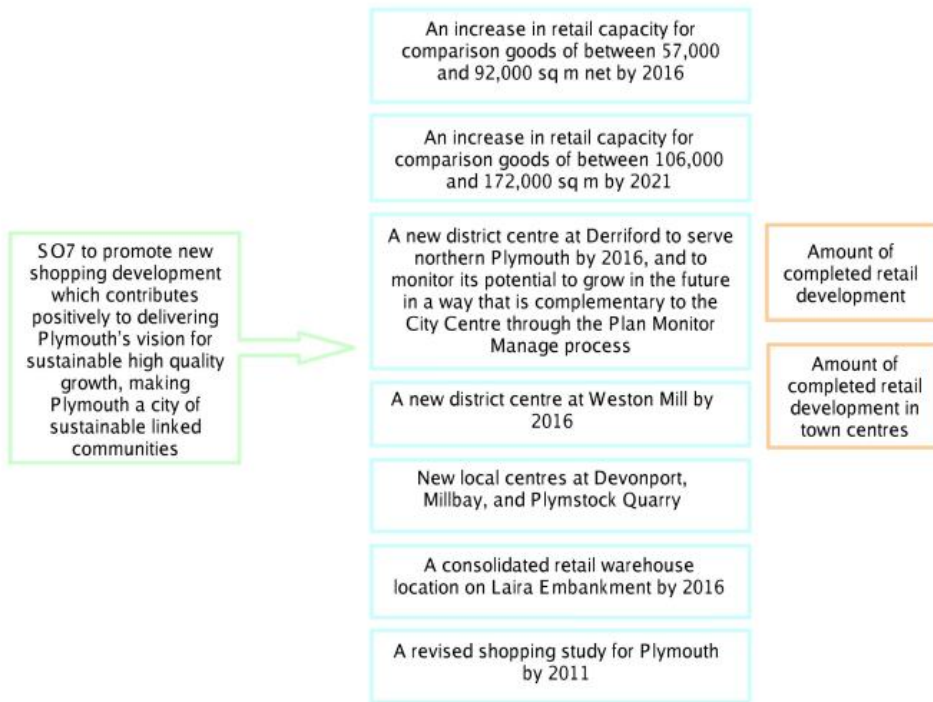 SO7 to promote new
shopping development
which contributes
positively to delivering
Plymouth's vision for
sustainable high quality
growth, making
Plymouth a city of
sustainable linked
communities
An increase in retail capacity for
comparison goods of between 57,000
and 92,000 sq m net by 2016
An increase in retail capacity for
comparison goods of between 106,000
and 172,000 sq m by 2021
A new district centre at Derriford to serve
northern Plymouth by 2016, and to
monitor its potential to grow in the future
in a way that is complementary to the
City Centre through the Plan Monitor
Manage process
A new district centre at Weston Mill by
2016
New local centres at Devonport,
Millbay, and Plymstock Quarry
A consolidated retail warehouse
location on Laira Embankment by 2016
A revised shopping study for Plymouth
by 2011
Amount of
completed retail
development
Amount of
completed retail
development in
town centres